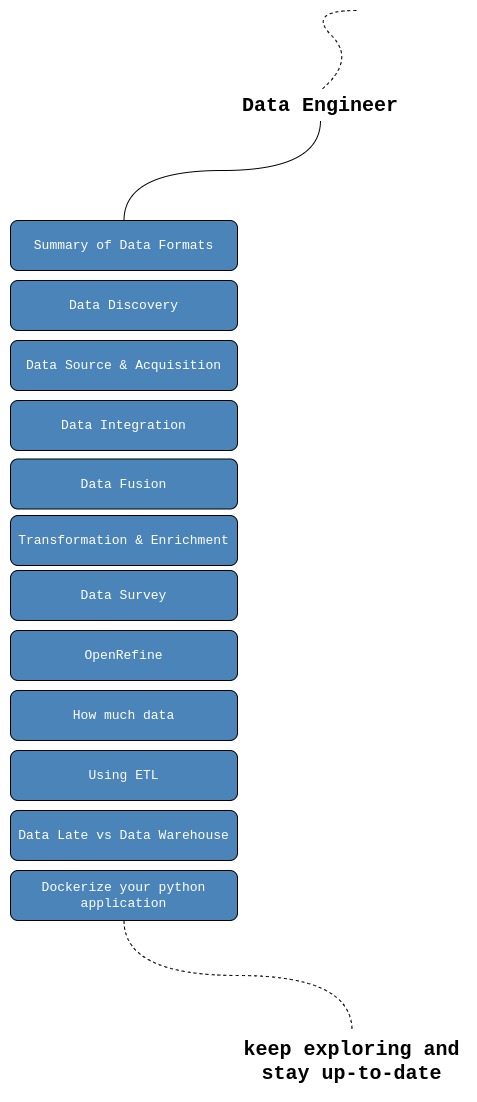 Data Engineer
Summary of Data Formats
Data Discovery
Data Source & Acquisition
Data Integration
Data Fusion
Transformation & Enrichment
Data Survey
OpenRefine
How much data
Using ETL
Data Late vs Data Warehouse
Dockerize your python
application
keep exploring and
stay up-to-date